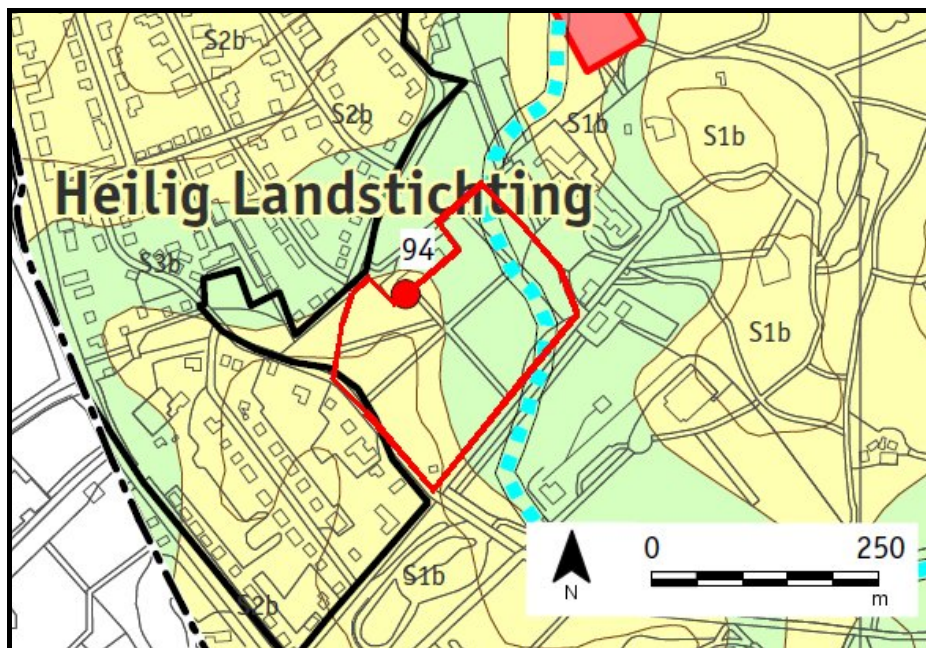 S2b
S2b
S1b
S1b
Heilig Landstichting
94
S3b
S1b
S1b
S2b
0 250
N
m